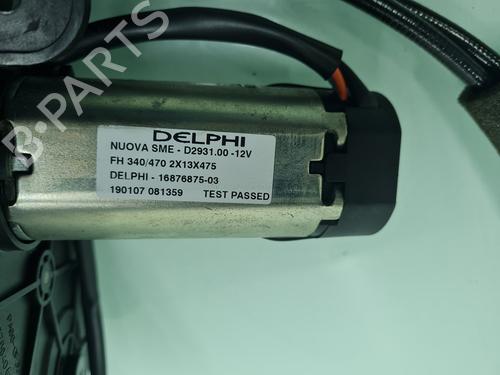 B-PARTS
DELPHI
NUOVA SME - D2931.00 -12V
FH 340/470 2X13X475
DELPHI - 16876875-03
190107 081359 TEST PASSED